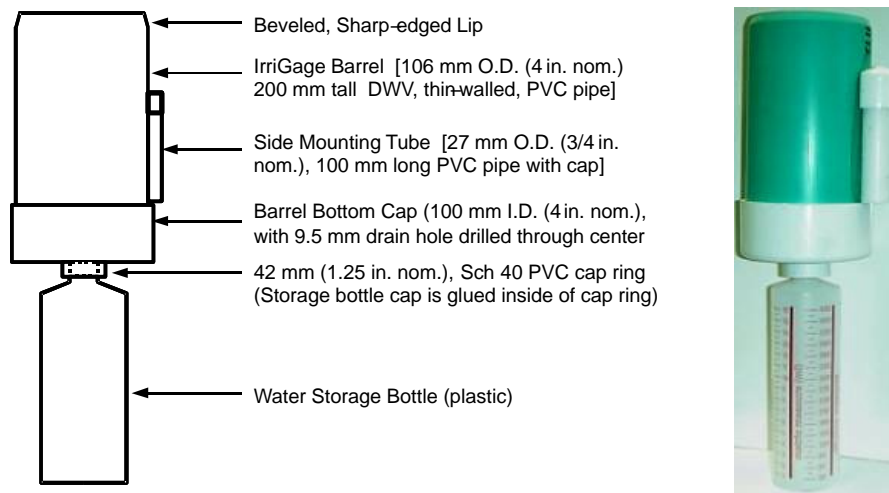 Beveled, Sharp-edged Lip
IrriGage Barrel [106 mm O.D. (4 in. nom.)
200 mm tall DWV, thin-walled, PVC pipe]
Side Mounting Tube [27 mm O.D. (3/4 in.
nom.), 100 mm long PVC pipe with cap]
Barrel Bottom Cap (100 mm I.D. (4 in. nom.),
with 9.5 mm drain hole drilled through center
42 mm (1.25 in. nom.), Sch 40 PVC cap ring
(Storage bottle cap is glued inside of cap ring)
Water Storage Bottle (plastic)